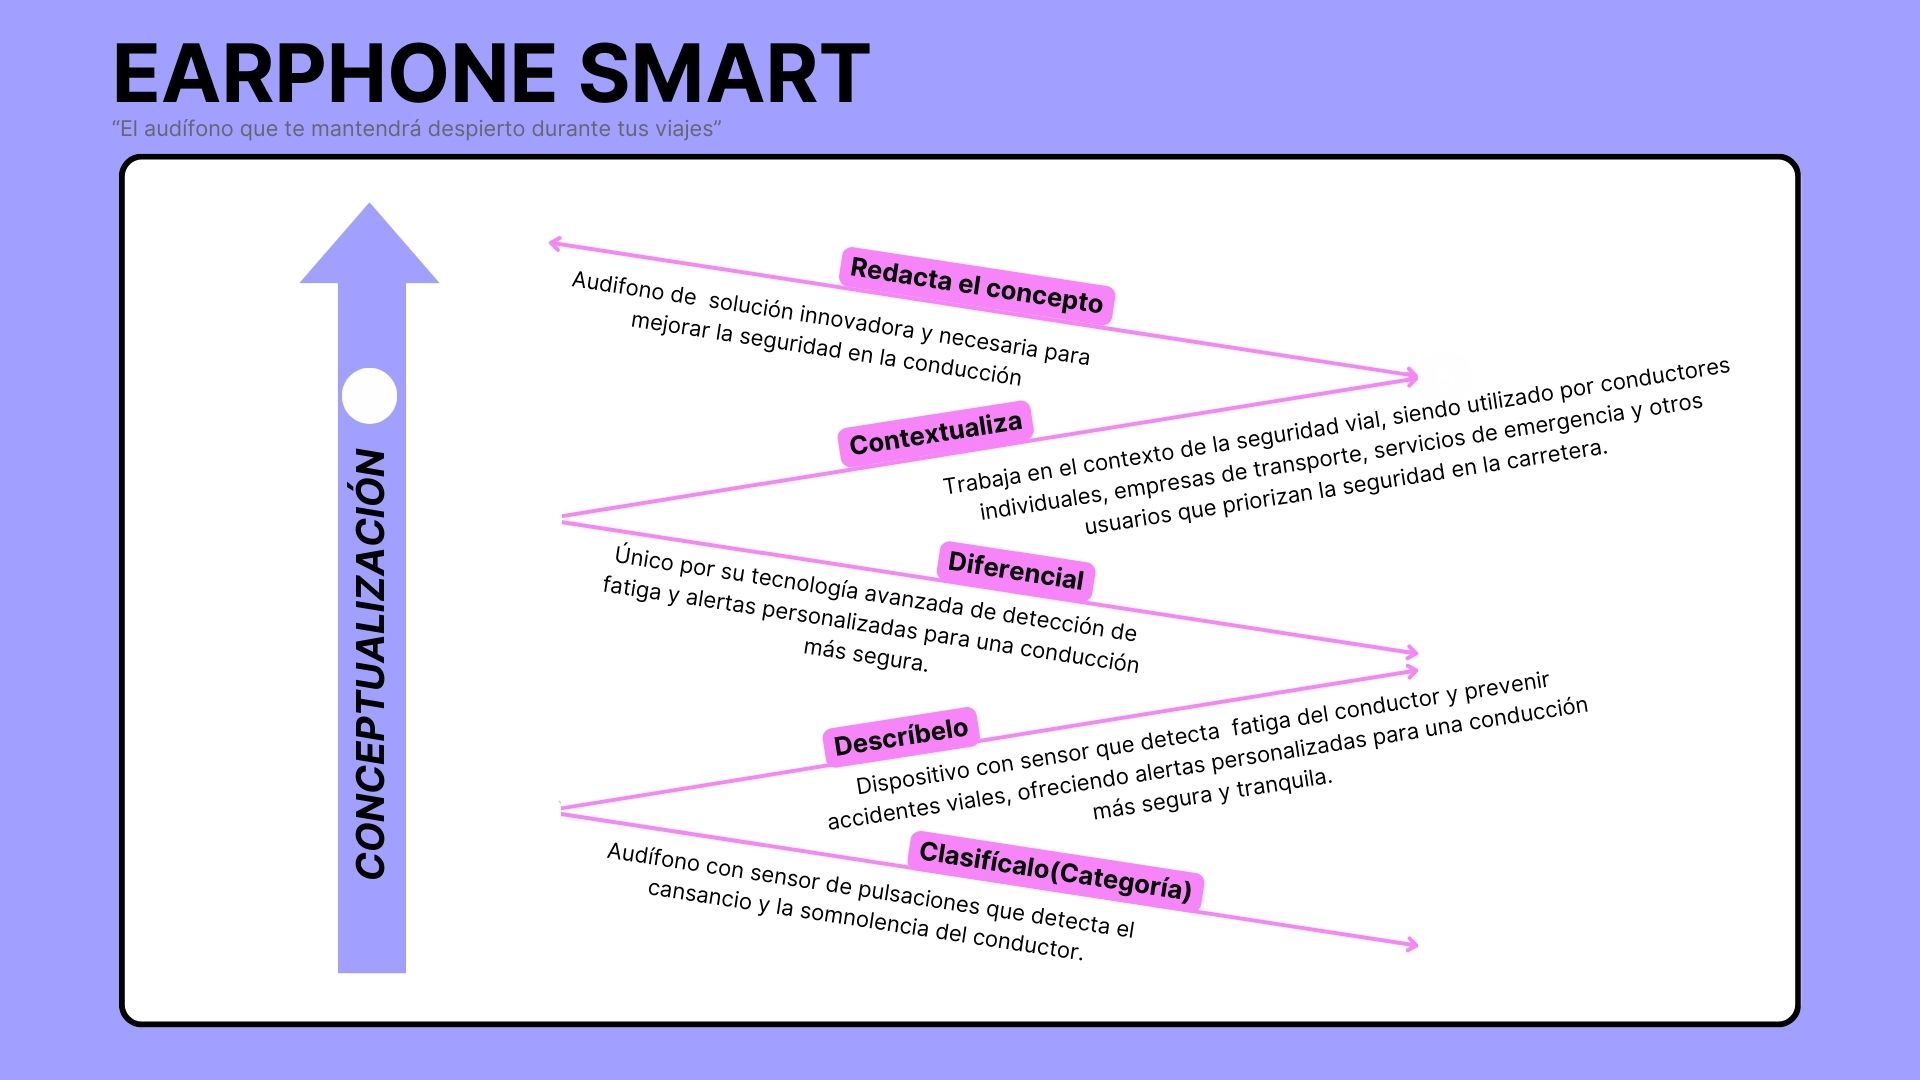 EARPHONE SMART
“El audífono que te mantendrá despierto durante tus viajes”
CONCEPTUALIZACIÓN
Redacta el concepto
Audifono de  solución innovadora y necesaria para
mejorar la seguridad en la conducción
Contextualiza
Trabaja en el contexto de la seguridad vial, siendo utilizado por conductores
individuales, empresas de transporte, servicios de emergencia y otros
usuarios que priorizan la seguridad en la carretera.
Diferencial
Único por su tecnología avanzada de detección de
fatiga y alertas personalizadas para una conducción
más segura.
Descríbelo
Dispositivo con sensor que detecta  fatiga del conductor y prevenir
accidentes viales, ofreciendo alertas personalizadas para una conducción
más segura y tranquila.
Clasifícalo(Categoría)
Audífono con sensor de pulsaciones que detecta el
cansancio y la somnolencia del conductor.